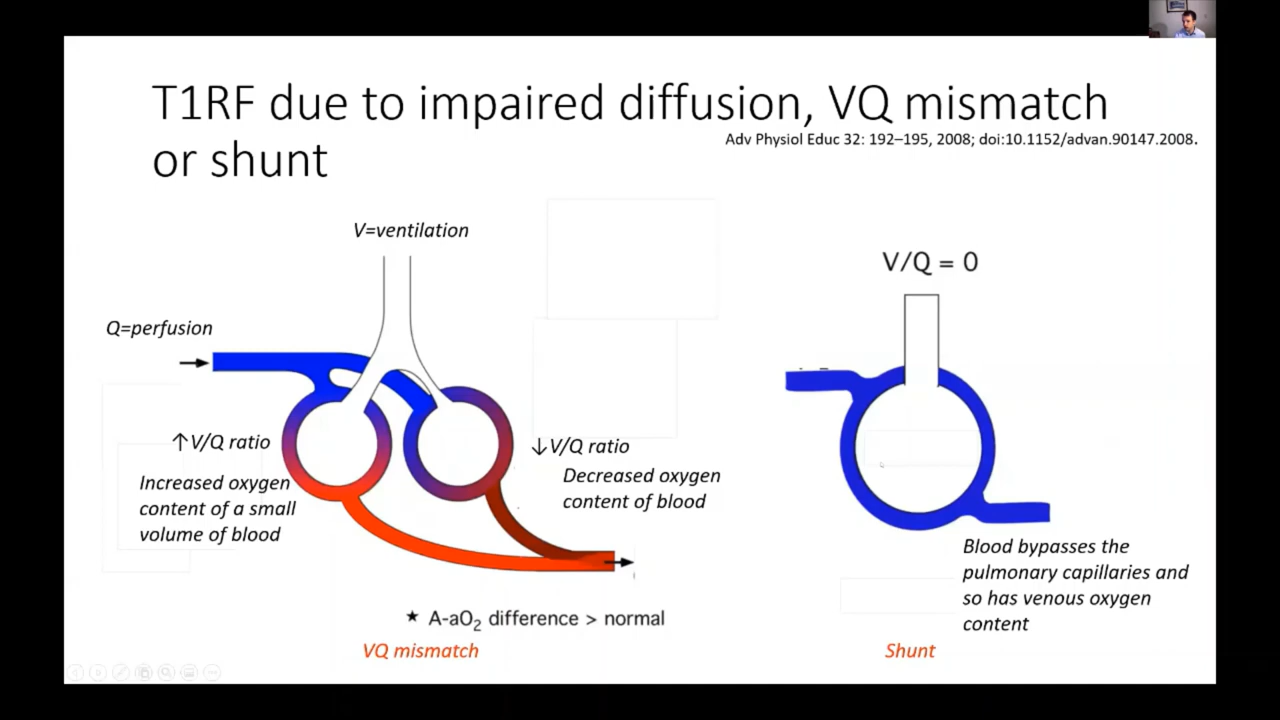 T1RF due to impaired diffusion, VQ mismatch
or shunt
Adv Physiol Educ 32: 192–195, 2008; doi:10.1152/advan.90147.2008.
V=ventilation
Q=perfusion
↑V/Q ratio
Increased oxygen
content of a small
volume of blood
↓V/Q ratio
Decreased oxygen
content of blood
★ A-aO₂ difference > normal
VQ mismatch
V/Q = 0
Blood bypasses the
pulmonary capillaries and
so has venous oxygen
content
Shunt